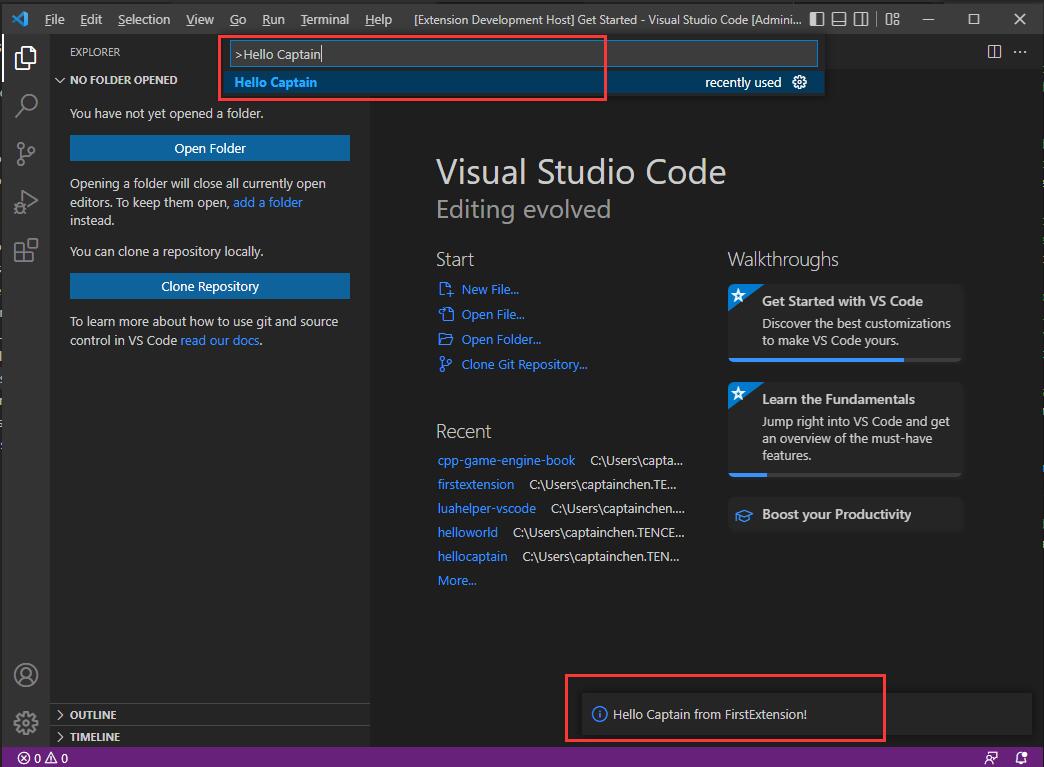 File Edit Selection View Go Run Terminal Help [Extension Development Host] Get Started - Visual Studio Code [Admini...
EXPLORER
>Hello Captain
Hello Captain recently used
NO FOLDER OPENED
You have not yet opened a folder.
Open Folder
Opening a folder will close all currently open
editors. To keep them open, add a folder
instead.
You can clone a repository locally.
Clone Repository
To learn more about how to use git and source
control in VS Code read our docs.
Visual Studio Code
Editing evolved
Start
New File...
Open File...
Open Folder...
Clone Git Repository...
Recent
cpp-game-engine-book C:\Users\capta...
firstextension C:\Users\captainchen.TE...
luahelper-vscode C:\Users\captainchen....
helloworld C:\Users\captainchen.TENCE...
hellocaptain C:\Users\captainchen.TEN...
More...
Walkthroughs
Get Started with VS Code
Discover the best customizations
to make VS Code yours.
Learn the Fundamentals
Jump right into VS Code and get
an overview of the must-have
features.
Boost your Productivity
Hello Captain from FirstExtension!
OUTLINE
TIMELINE
0 0